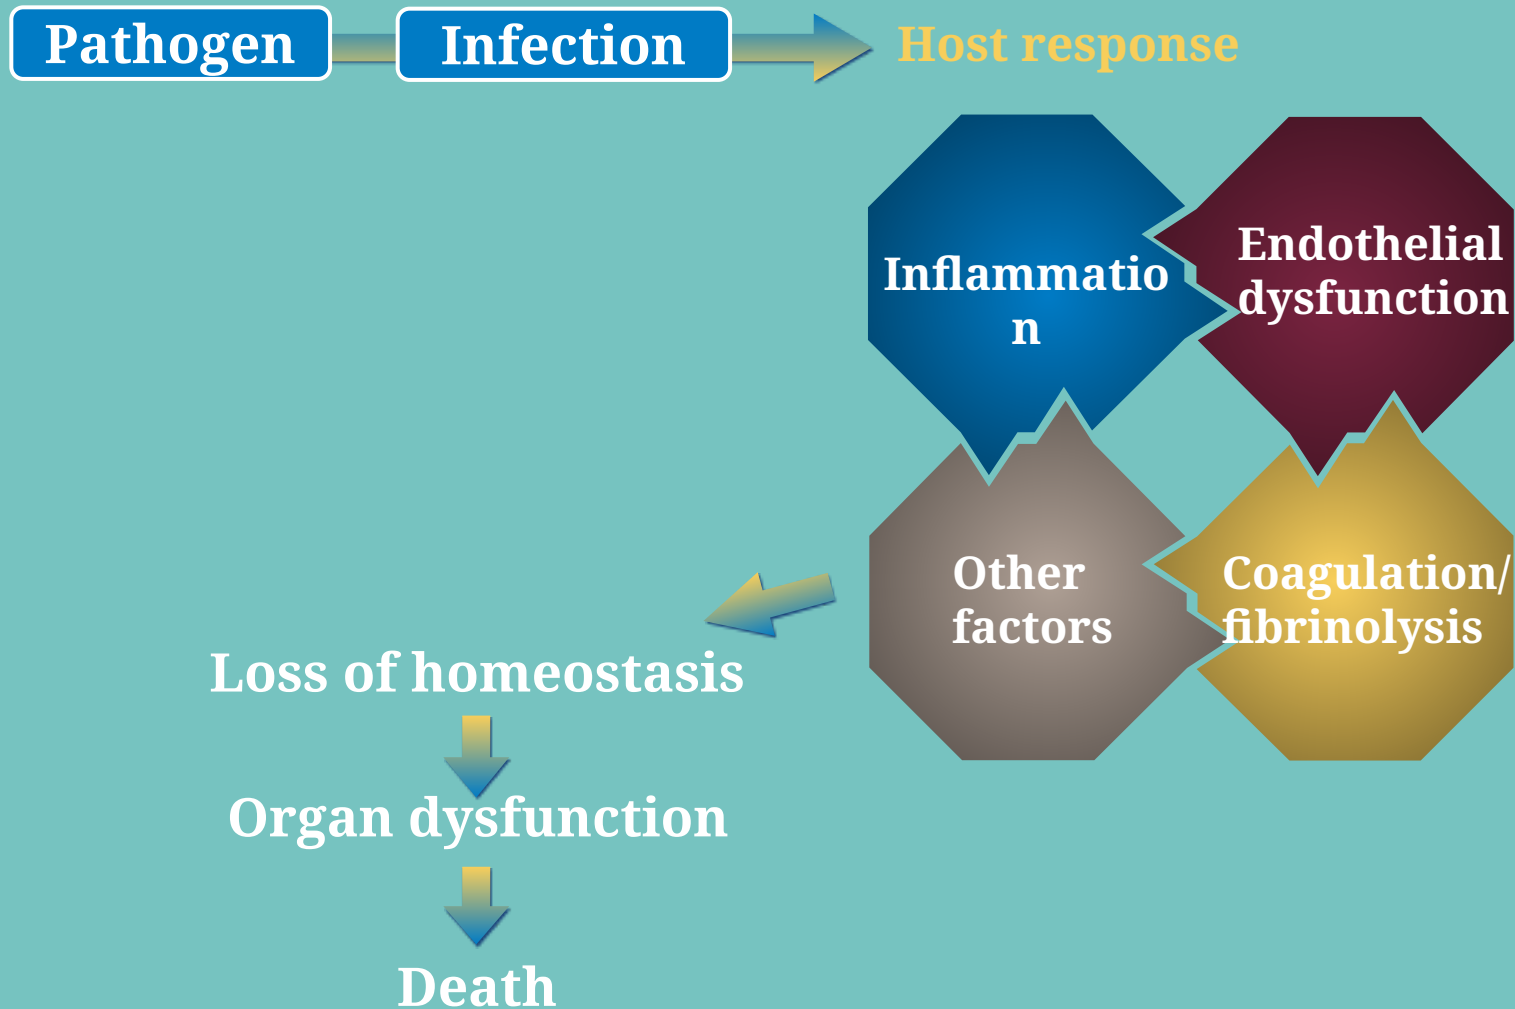 Pathogen
Infection
Host response
Inflammatio
n
Endothelial
dysfunction
Other
factors
Coagulation/
fibrinolysis
Loss of homeostasis
Organ dysfunction
Death